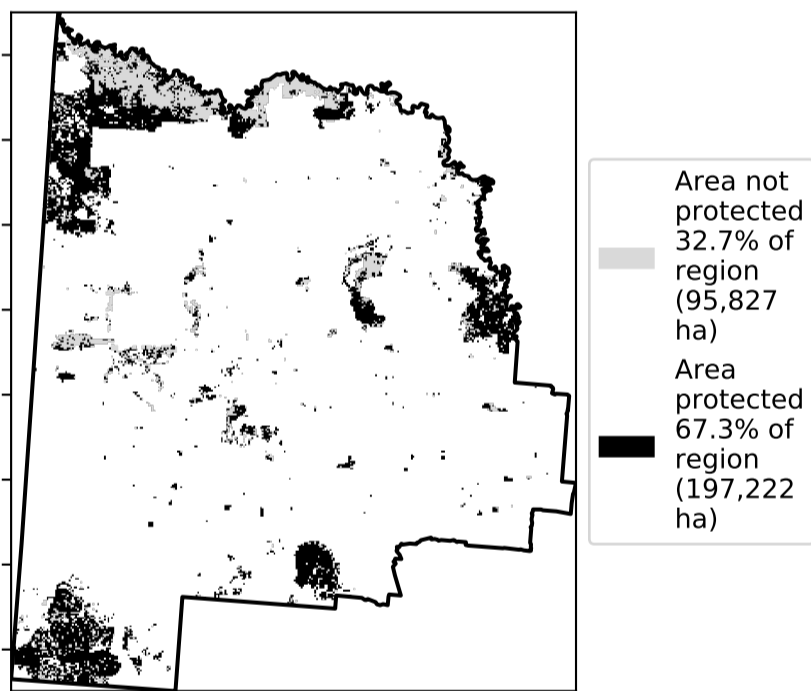 Area not
protected
32.7% of
region
(95,827
ha)
Area
protected
67.3% of
region
(197,222
ha)